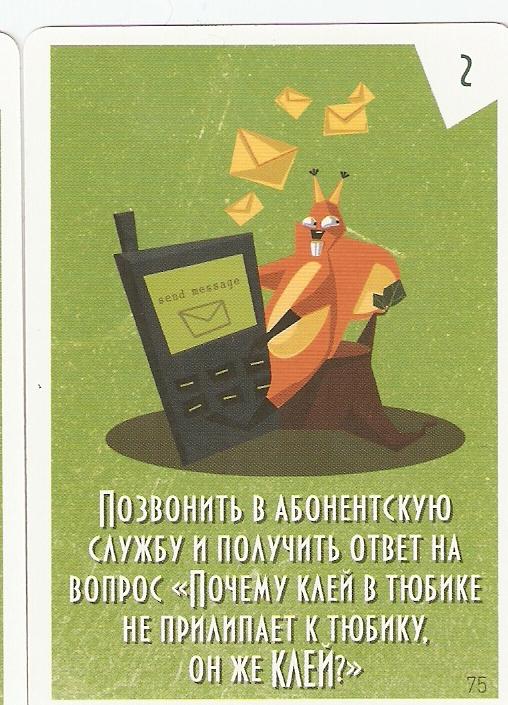 2
send message
Позвонить в абонентскую
службу и получить ответ на
вопрос «Почему клей в тюбике
не прилипает к тюбику,
он же КЛЕЙ?»
75